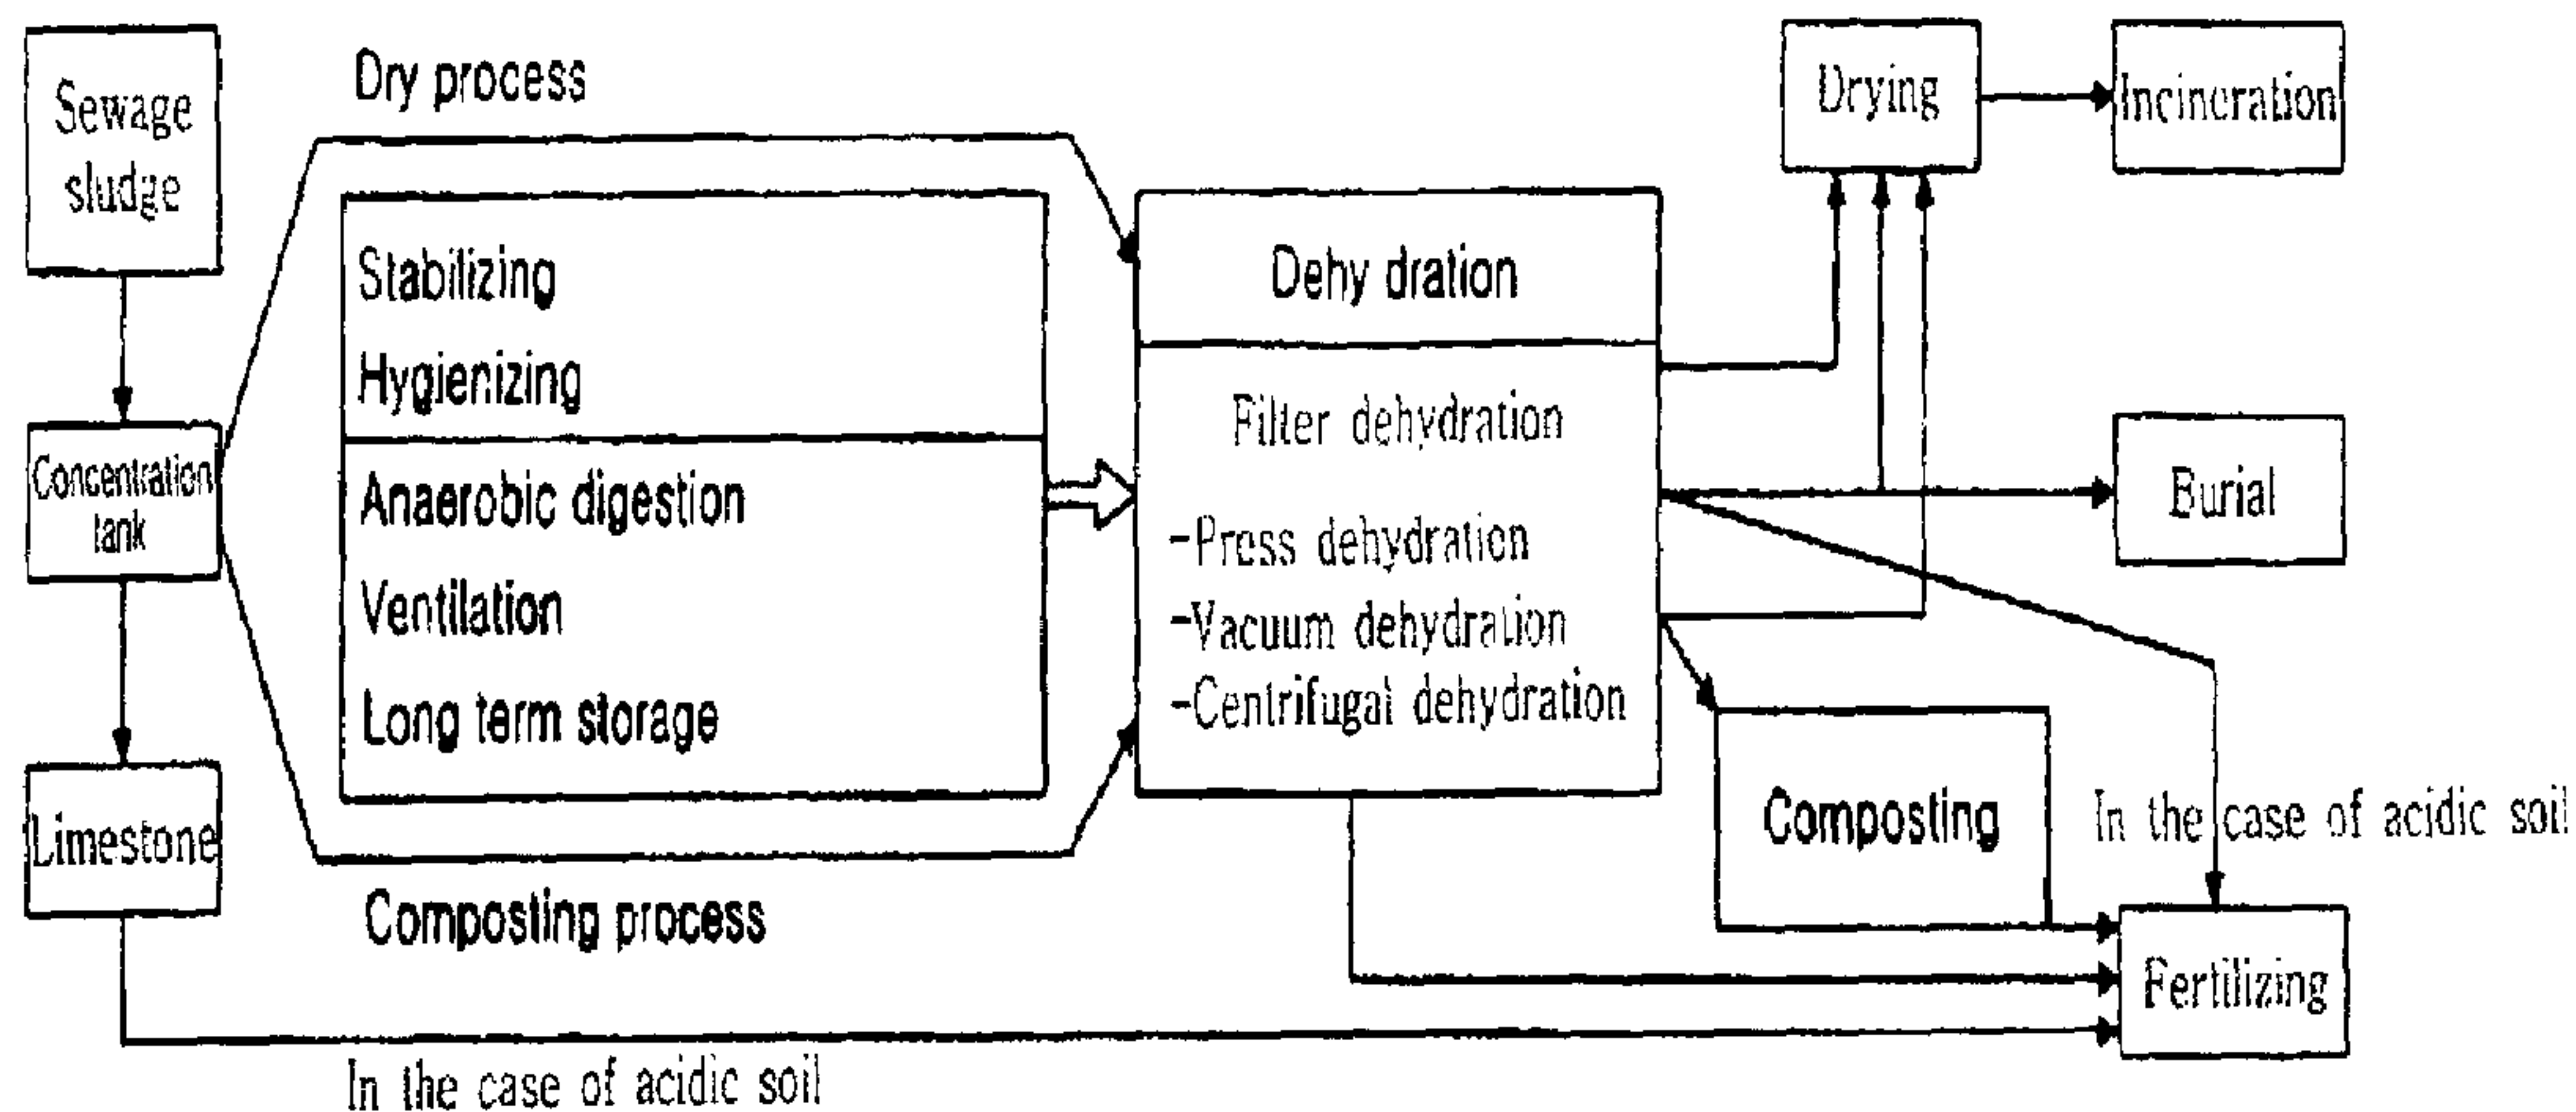 Sewage
sludge
Dry process
Drying
Incineration
Stabilizing
Hygienizing
Dehy dration
Concentration
tank
Anaerobic digestion
Ventilation
Long term storage
Filter dehydration
-Press dehydration
-Vacuum dehydration
-Centrifugal dehydration
Burial
Limestone
Composting process
Composting
In the case of acidic soil
Fertilizing
In the case of acidic soil